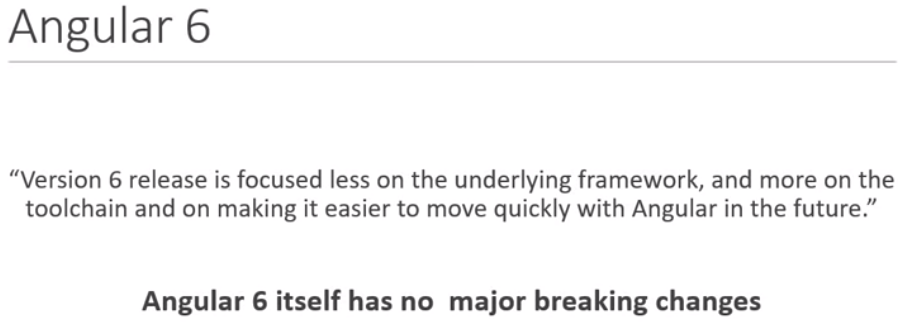 Angular 6
“Version 6 release is focused less on the underlying framework, and more on the
toolchain and on making it easier to move quickly with Angular in the future.”
Angular 6 itself has no  major breaking changes